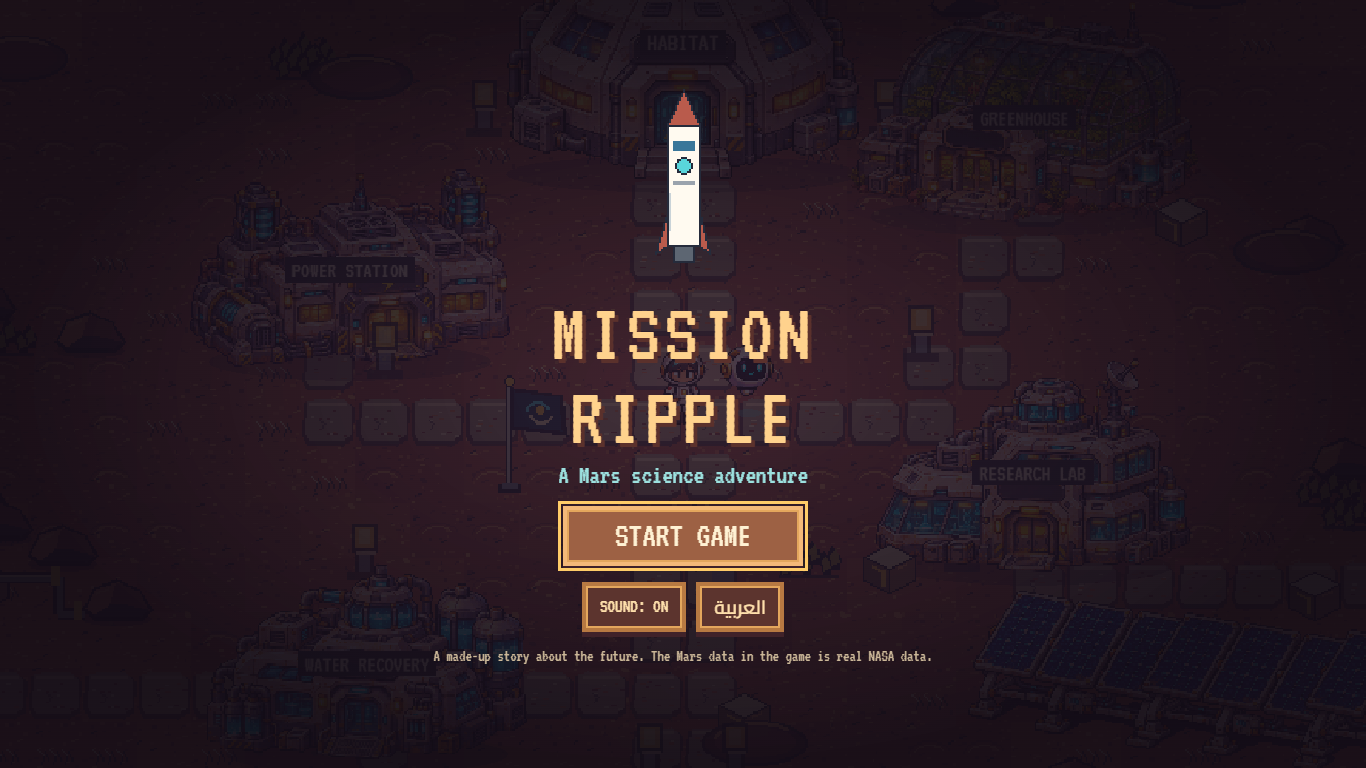 HABITAT
GREENHOUSE
POWER STATION
MISSION
RIPPLE
A Mars science adventure
RESEARCH LAB
START GAME
SOUND: ON
العربية
WATER RECOVERY
A made-up story about the future. The Mars data in the game is real NASA data.